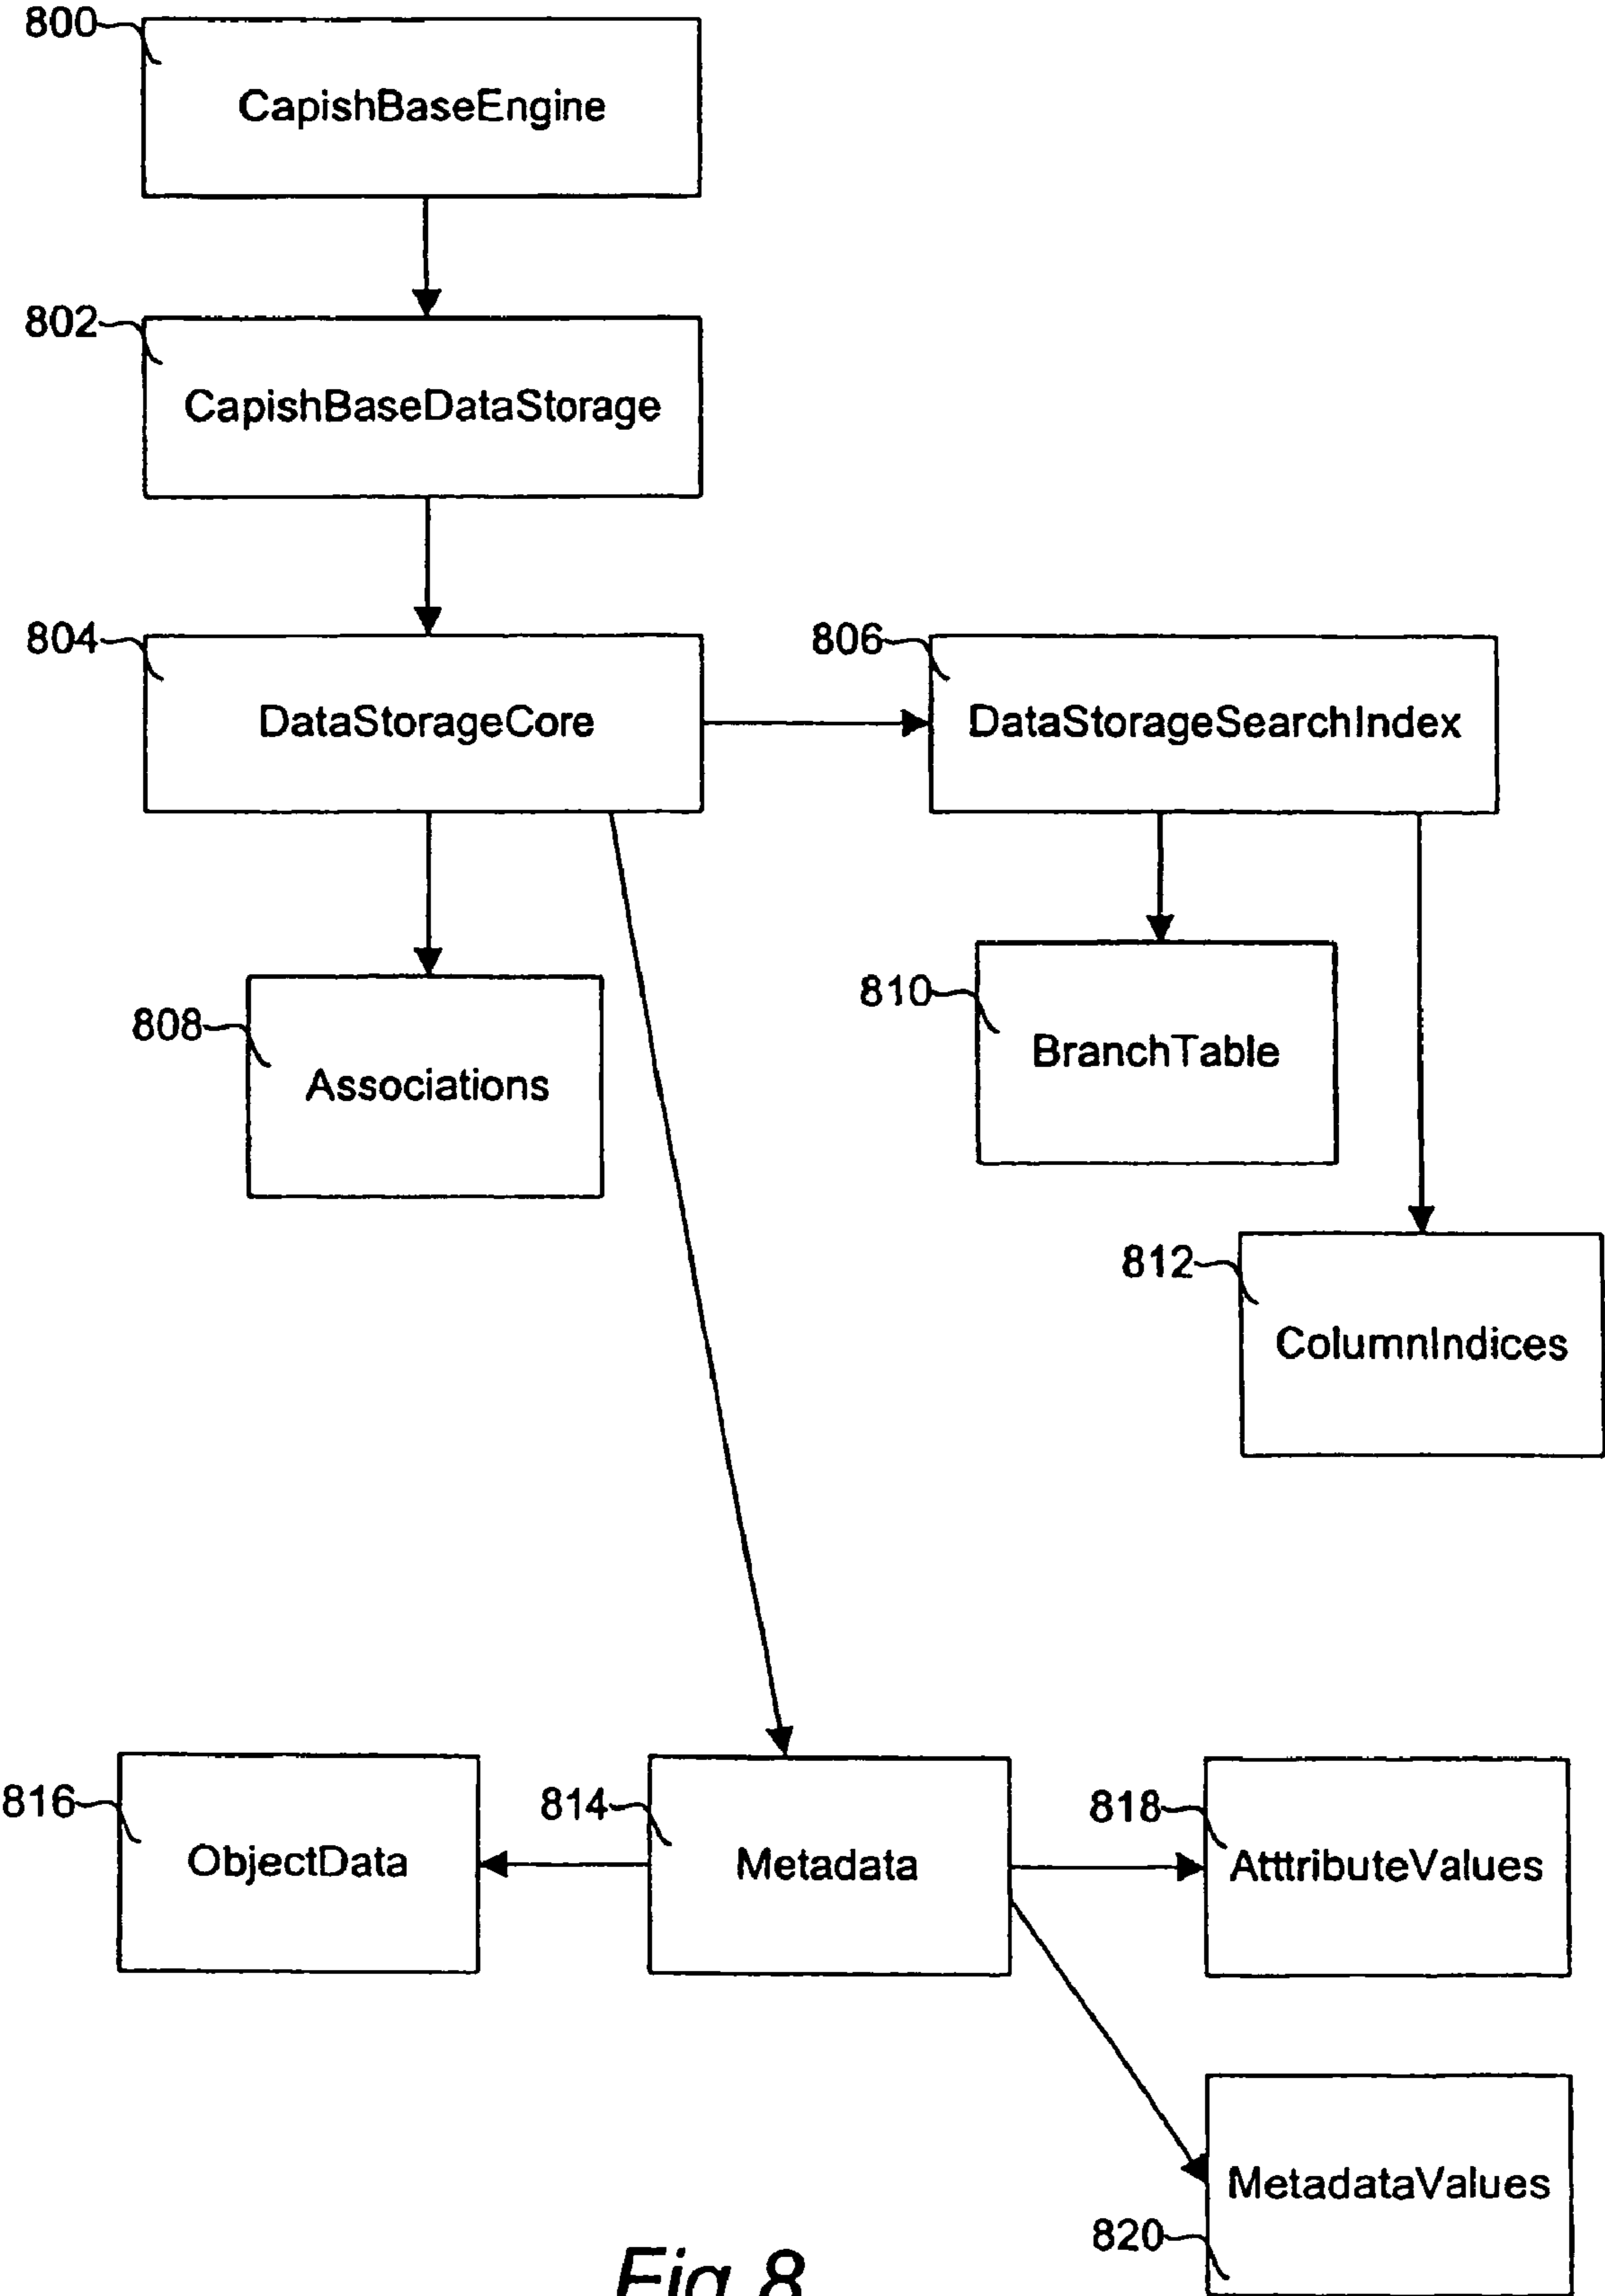 800
CapishBaseEngine
802
CapishBaseDataStorage
804
DataStorageCore
806
DataStorageSearchIndex
808
Associations
810
BranchTable
812
ColumnIndices
816
ObjectData
814
Metadata
818
AtttributeValues
MetadataValues
820
Fig 8